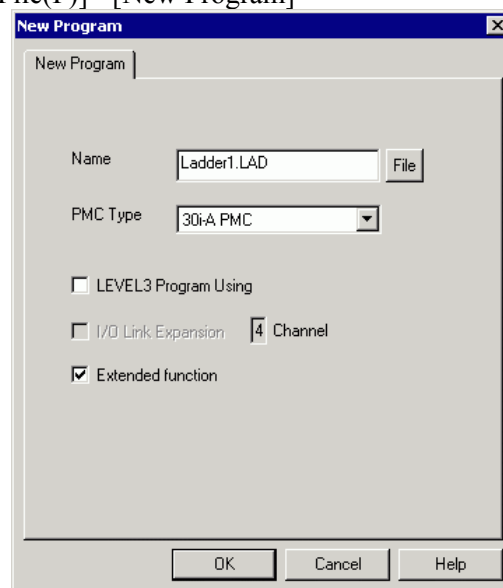 [New Program]
New Program
New Program
Name
Ladder1.LAD
File
PMC Type
30i-A PMC
LEVEL3 Program Using
I/O Link Expansion 4 Channel
Extended function
OK Cancel Help